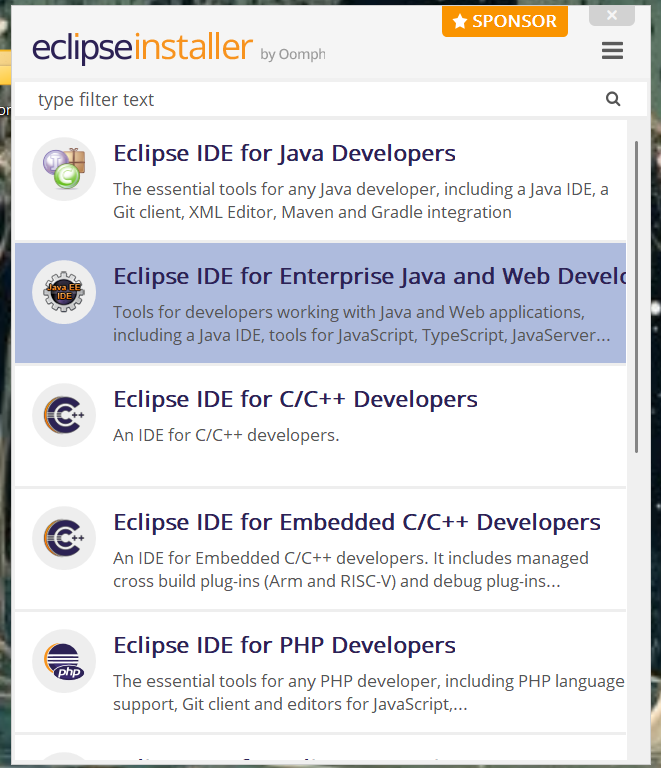 SPONSOR
eclipseinstaller by Oomph
type filter text
Eclipse IDE for Java Developers
The essential tools for any Java developer, including a Java IDE, a
Git client, XML Editor, Maven and Gradle integration
Java EE
IDE
Eclipse IDE for Enterprise Java and Web Develo
Tools for developers working with Java and Web applications,
including a Java IDE, tools for JavaScript, TypeScript, JavaServer...
Eclipse IDE for C/C++ Developers
An IDE for C/C++ developers.
C++
Eclipse IDE for Embedded C/C++ Developers
An IDE for Embedded C/C++ developers. It includes managed
cross build plug-ins (Arm and RISC-V) and debug plug-ins...
C++
Eclipse IDE for PHP Developers
The essential tools for any PHP developer, including PHP language
support, Git client and editors for JavaScript,...
php